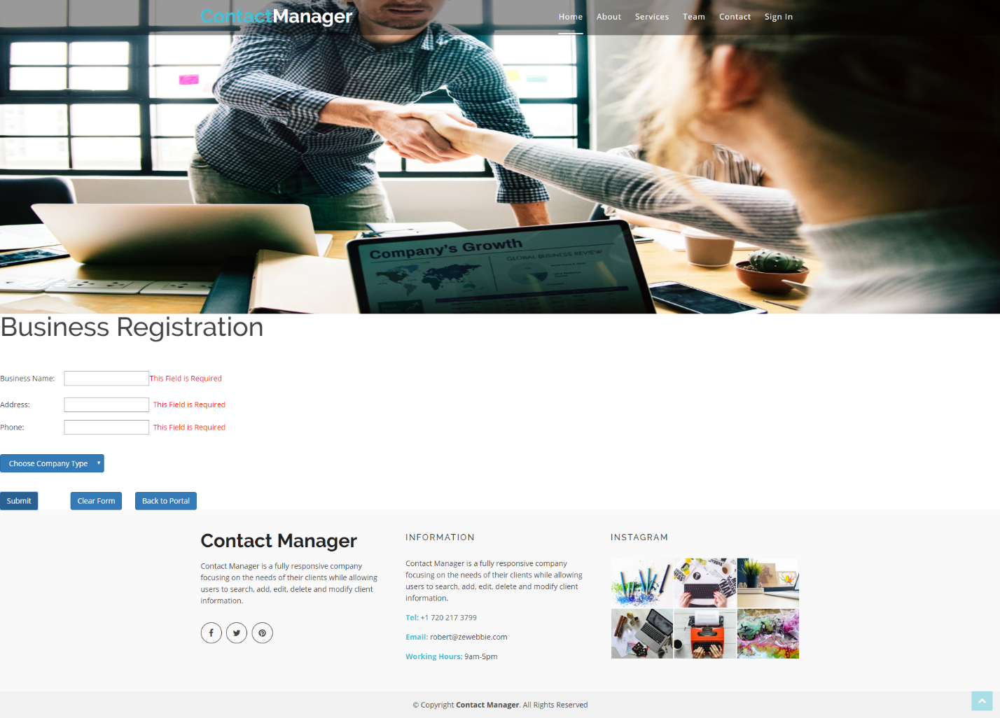 ContactManager
Home About Services Team Contact Sign In
Company's Growth
GLOBAL BUSINESS REVIEW
Business Registration
Business Name: This Field is Required
Address: This Field is Required
Phone: This Field is Required
Choose Company Type
Submit Clear Form Back to Portal
Contact Manager
Contact Manager is a fully responsive company
focusing on the needs of their clients while allowing
users to search, add, edit, delete and modify client
information.
INFORMATION
Contact Manager is a fully responsive company
focusing on the needs of their clients while allowing
users to search, add, edit, delete and modify client
information.
Tel: +1 720 217 3799
Email: robert@zewebbie.com
Working Hours: 9am-5pm
INSTAGRAM
© Copyright Contact Manager. All Rights Reserved